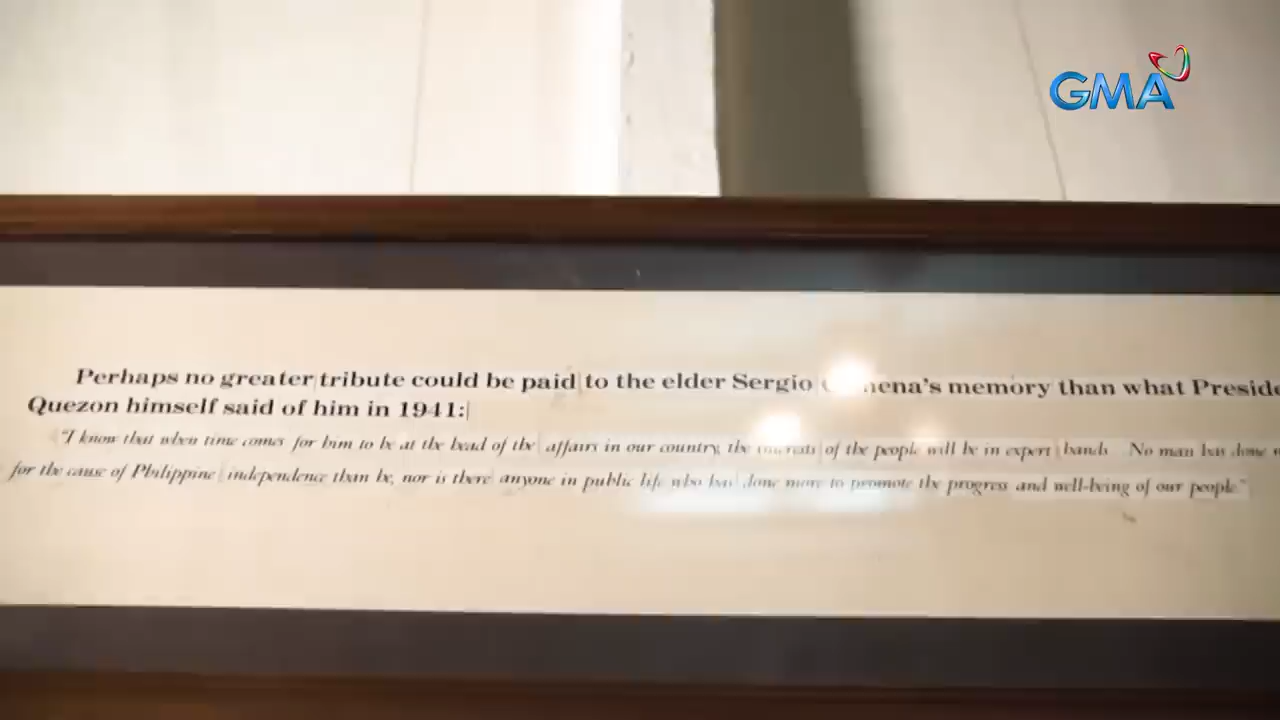 GMA
Perhaps no greater tribute could be paid to the elder Sergio mena's memory than what Preside
Quezon himself said of him in 1941:
"I know that when time comes for him to be at the head of the affairs in our country, the interests of the people will be in expert hands No man has done
for the cause of Philippine independence than he, nor is there anyone in public life who has done more to promote the progress and well-being of our people."